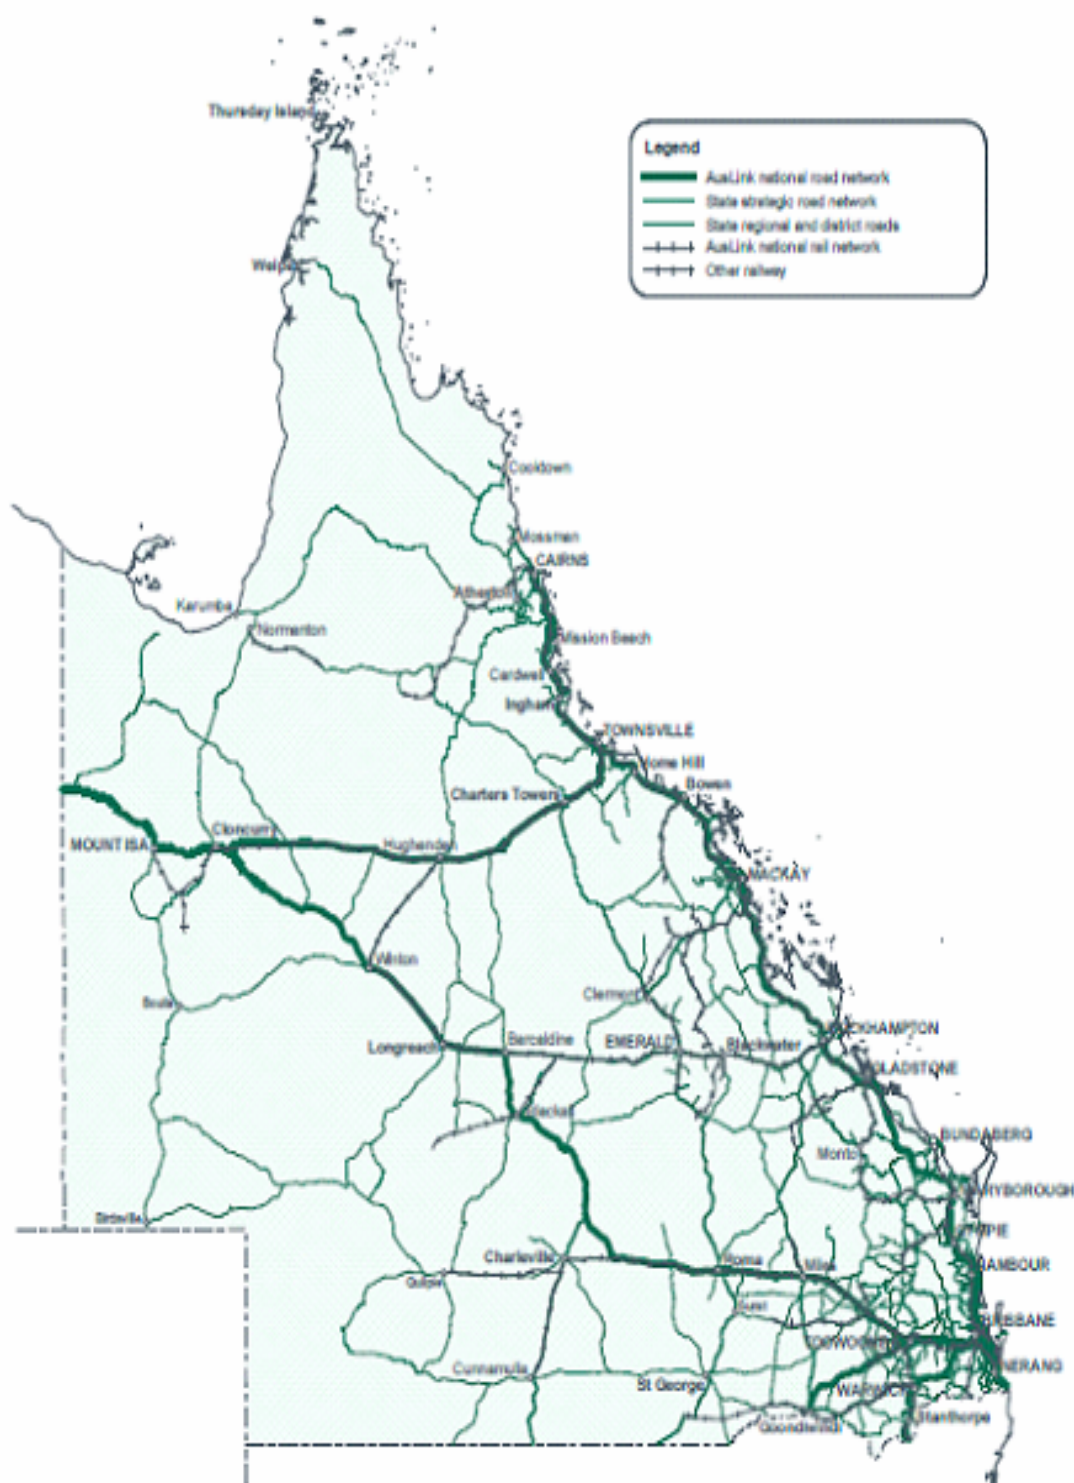 Thursday Island
Legend
AusLink national road network
State strategic road network
State regional and district roads
AusLink national rail network
Other railway
Weipa
Cooktown
Mossman
CAIRNS
Atherton
Karumba
Normanton
Mission Beach
Cardwell
Ingham
TOWNSVILLE
Home Hill
Bowen
Charters Towers
Cloncurry
MOUNT ISA
Hughenden
MACKAY
Winton
Clermont
Boulia
ROCKHAMPTON
Longreach
Barcaldine
EMERALD
Blackwater
GLADSTONE
Blackall
BUNDABERG
Monto
MARYBOROUGH
Birdsville
GYMPIE
Charleville
Roma
Miles
NAMBOUR
Quilpie
Surat
BRISBANE
TOOWOOMBA
NERANG
Cunnamulla
St George
WARWICK
Stanthorpe
Goondiwindi